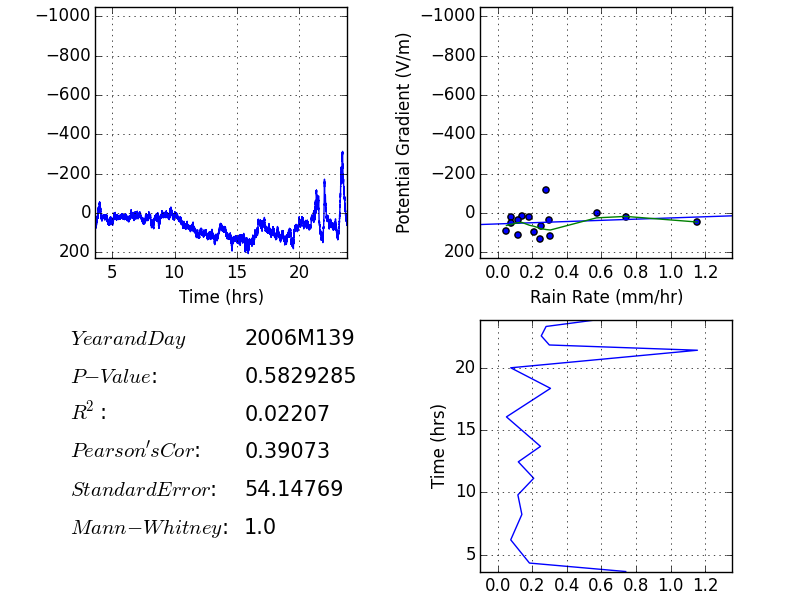 −1000
−800
−600
−400
−200
0
200
5 10 15 20
Time (hrs)
Potential Gradient (V/m)
−1000
−800
−600
−400
−200
0
200
0.0 0.2 0.4 0.6 0.8 1.0 1.2
Rain Rate (mm/hr)
YearandDay 2006M139
P−Value: 0.5829285
R²: 0.02207
Pearson'sCor: 0.39073
StandardError: 54.14769
Mann−Whitney: 1.0
Time (hrs)
20
15
10
5
0.0 0.2 0.4 0.6 0.8 1.0 1.2